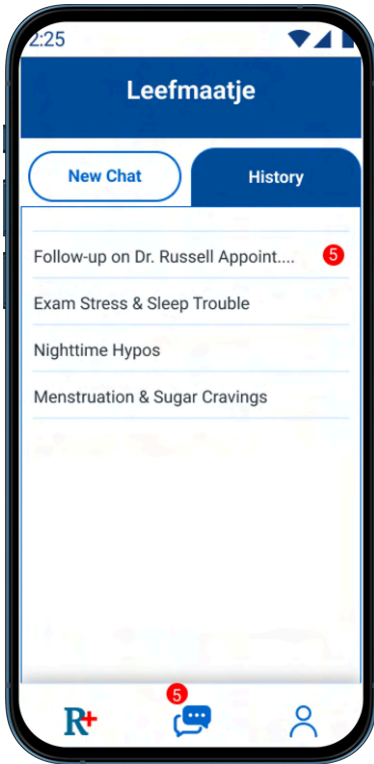 2:25
Leefmaatje
New Chat
History
Follow-up on Dr. Russell Appoint....
5
Exam Stress & Sleep Trouble
Nighttime Hypos
Menstruation & Sugar Cravings
5
R+